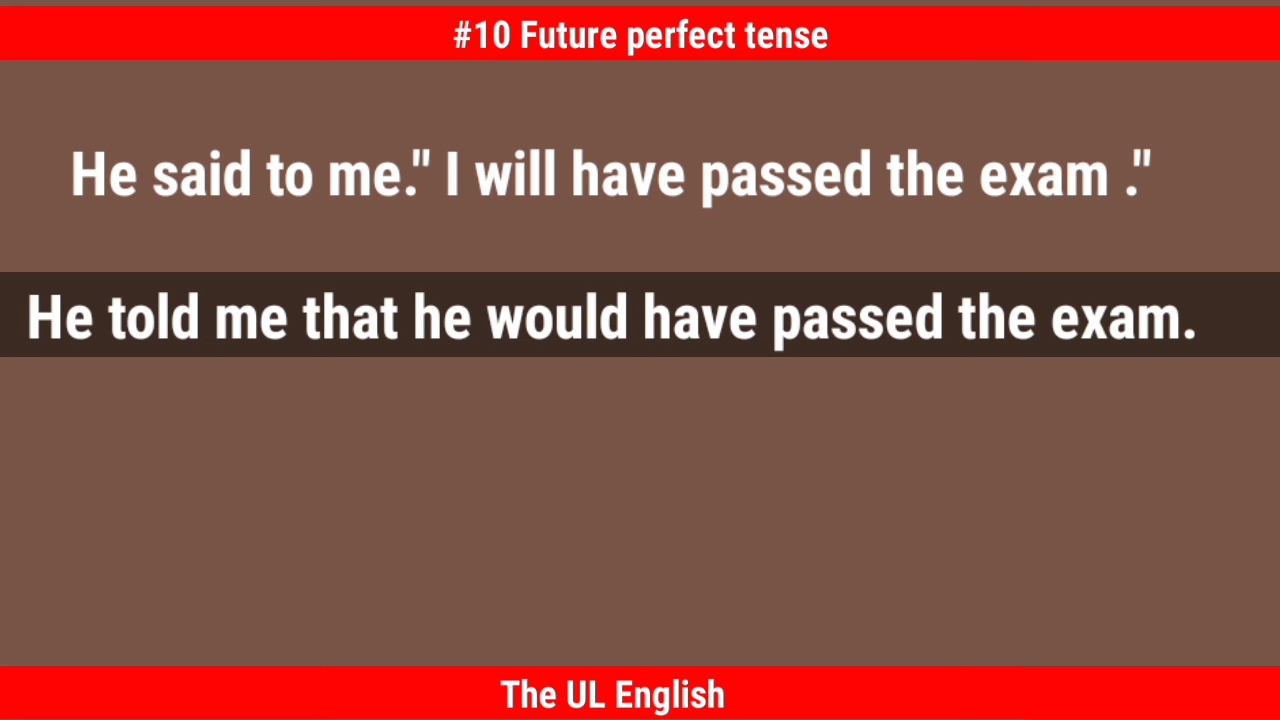 #10 Future perfect tense
He said to me." I will have passed the exam ."
He told me that he would have passed the exam.
The UL English